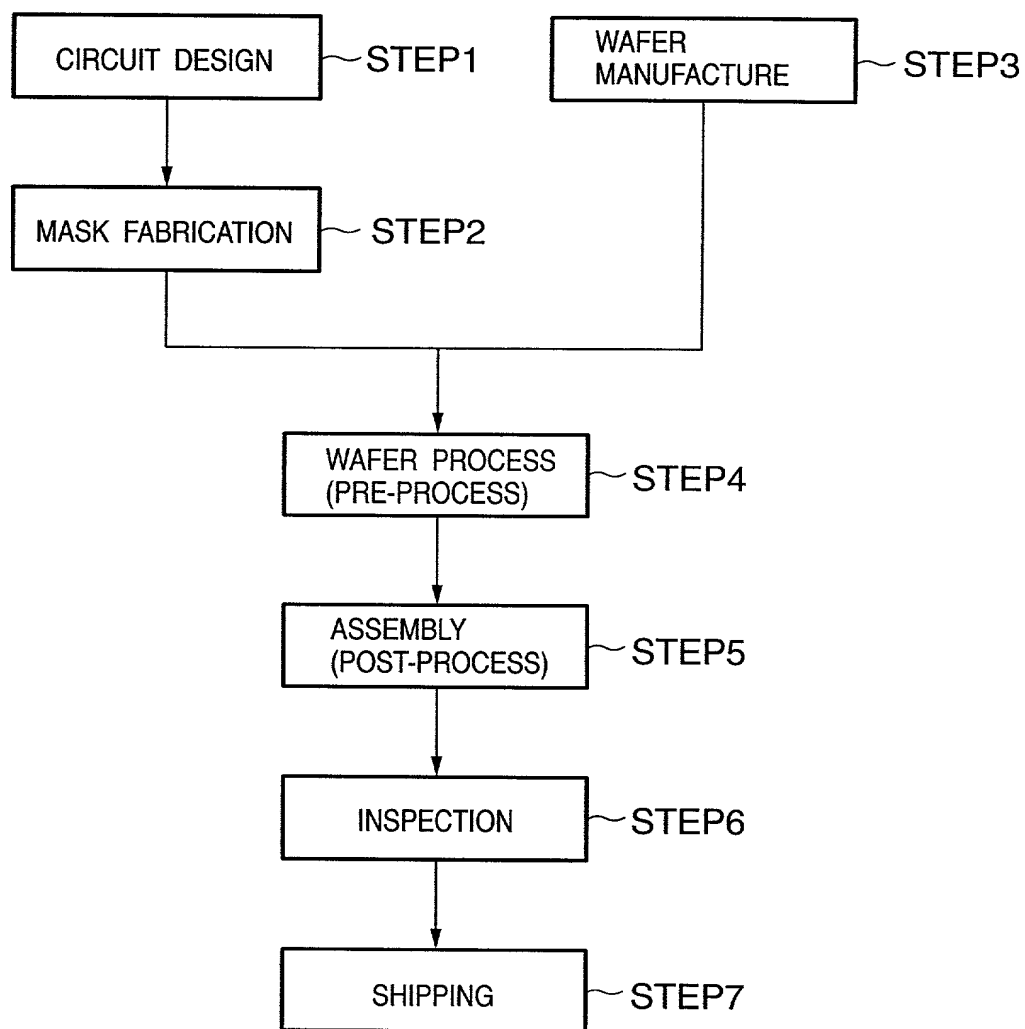 CIRCUIT DESIGN
STEP1
WAFER
MANUFACTURE
STEP3
MASK FABRICATION
STEP2
WAFER PROCESS
(PRE-PROCESS)
STEP4
ASSEMBLY
(POST-PROCESS)
STEP5
INSPECTION
STEP6
SHIPPING
STEP7